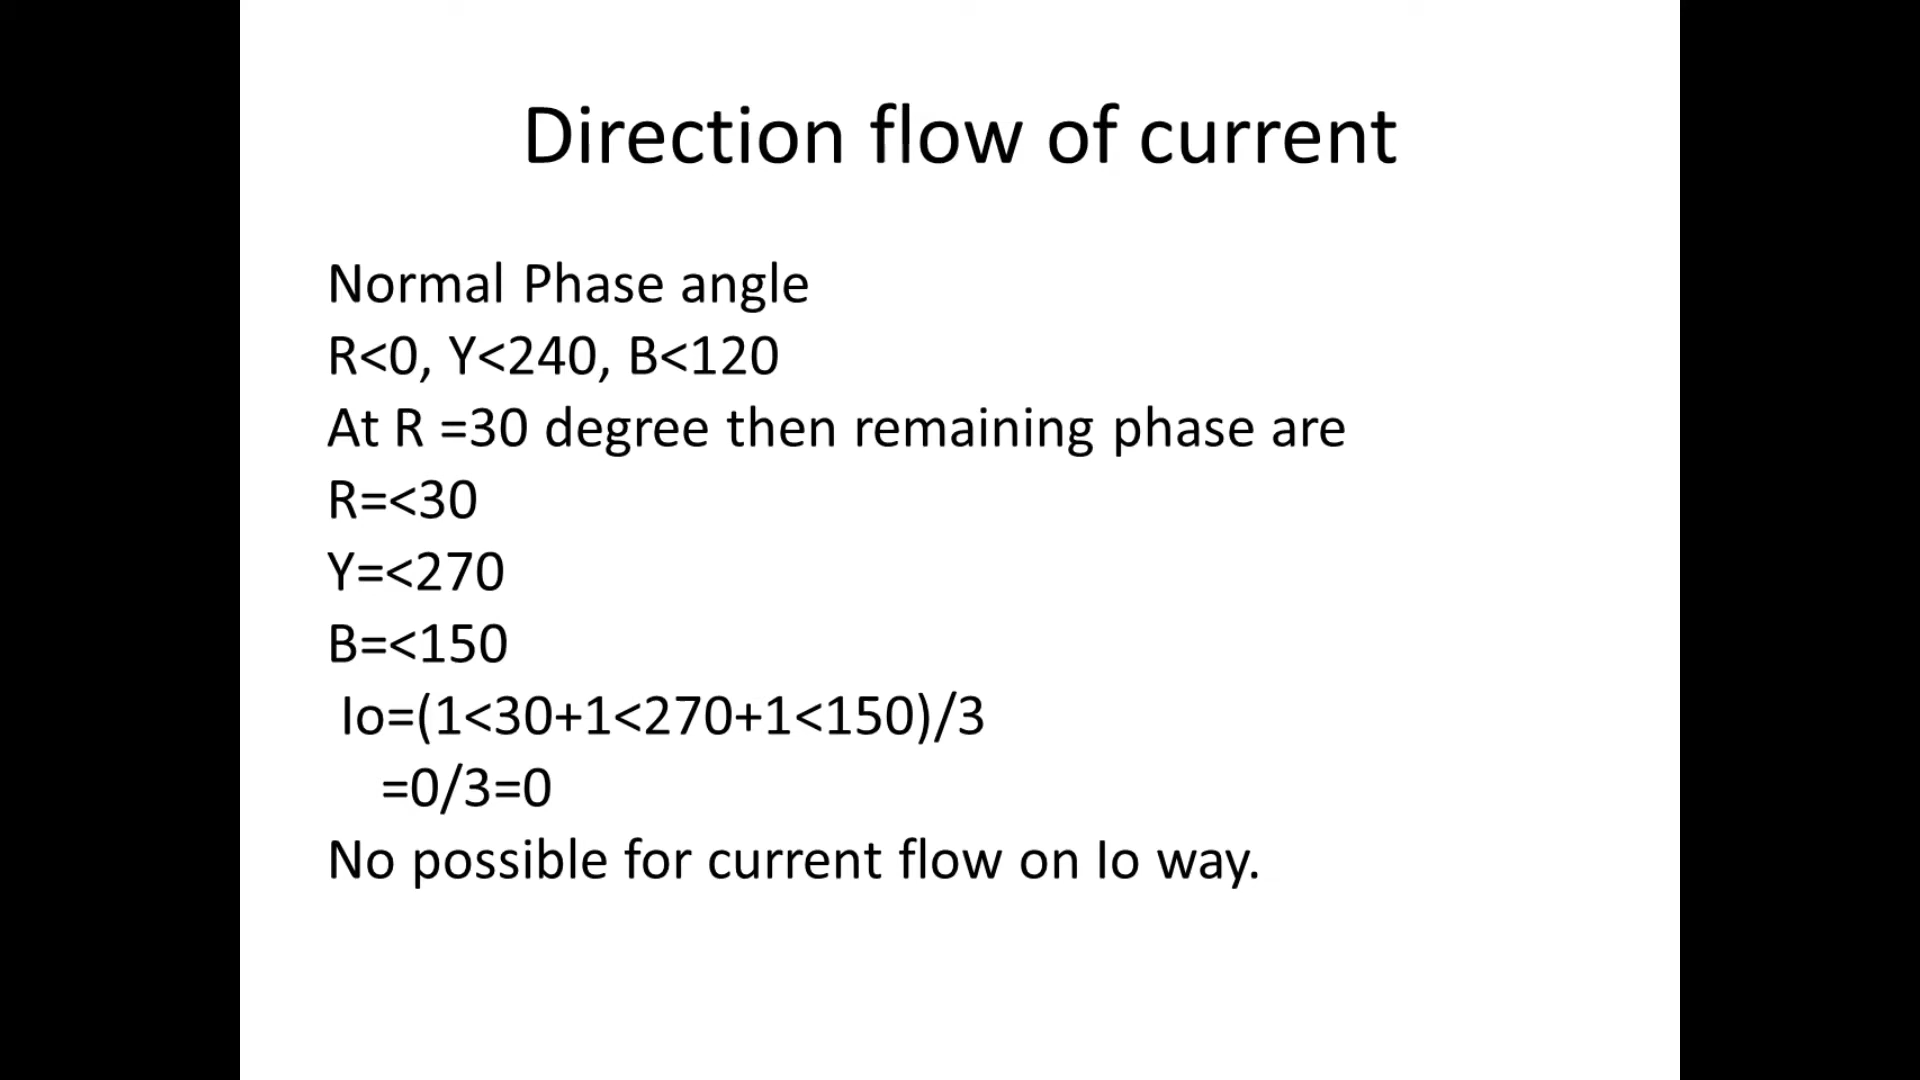 Direction flow of current
Normal Phase angle
R<0, Y<240, B<120
At R =30 degree then remaining phase are
R=<30
Y=<270
B=<150
Io=(1<30+1<270+1<150)/3
=0/3=0
No possible for current flow on Io way.